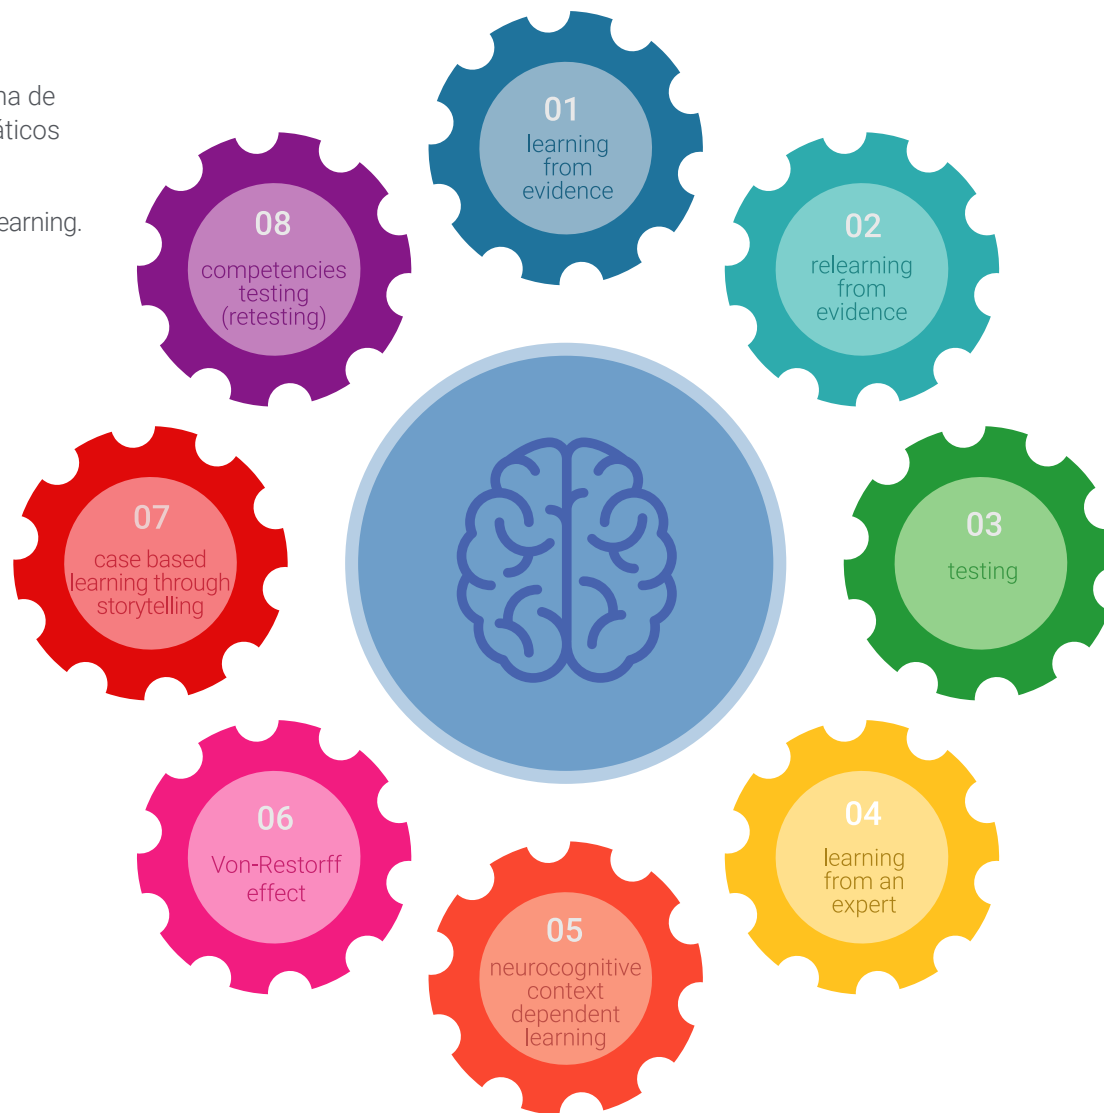 na de
áticos
earning.
01
learning
from
evidence
02
relearning
from
evidence
03
testing
04
learning
from an
expert
05
neurocognitive
context
dependent
learning
06
Von-Restorff
effect
07
case based
learning through
storytelling
08
competencies
testing
(retesting)